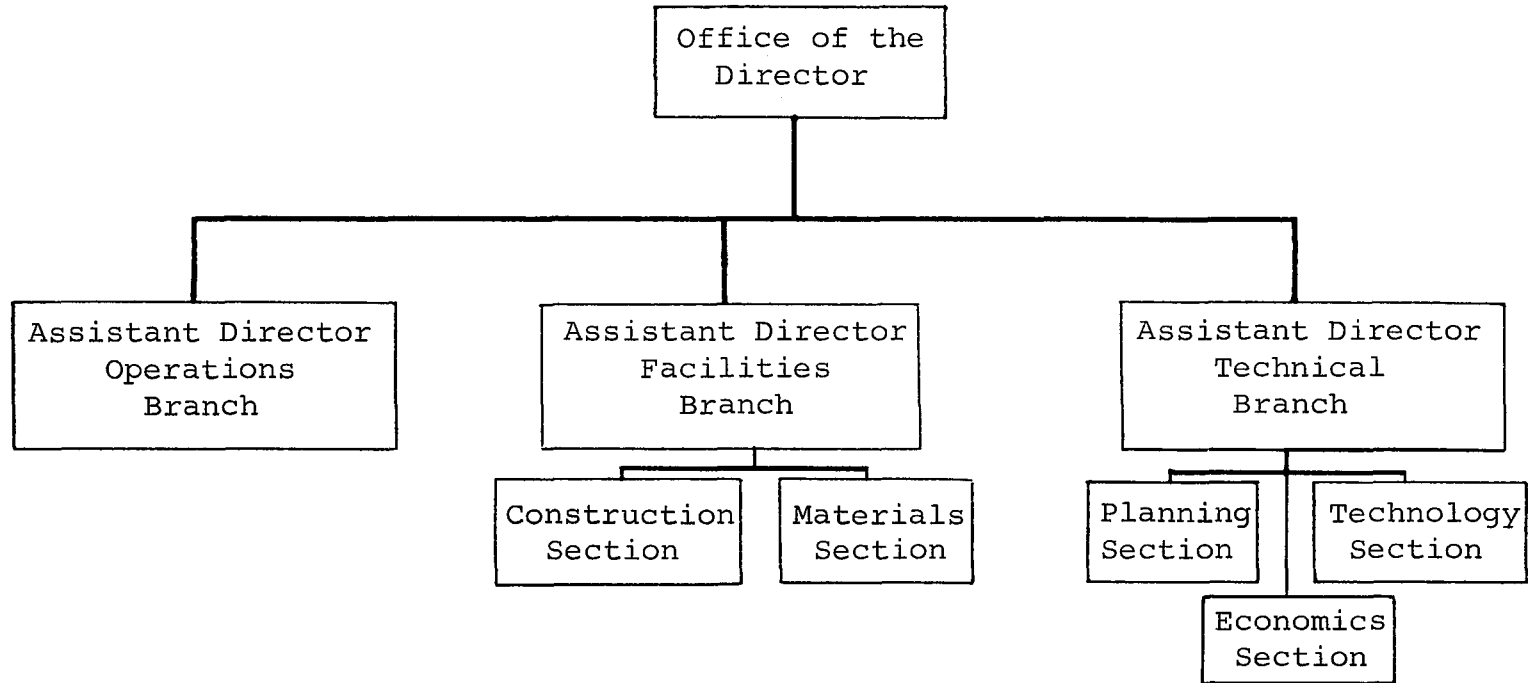 Office of the
Director
Assistant Director
Operations
Branch
Assistant Director
Facilities
Branch
Assistant Director
Technical
Branch
Construction
Section
Materials
Section
Planning
Section
Technology
Section
Economics
Section